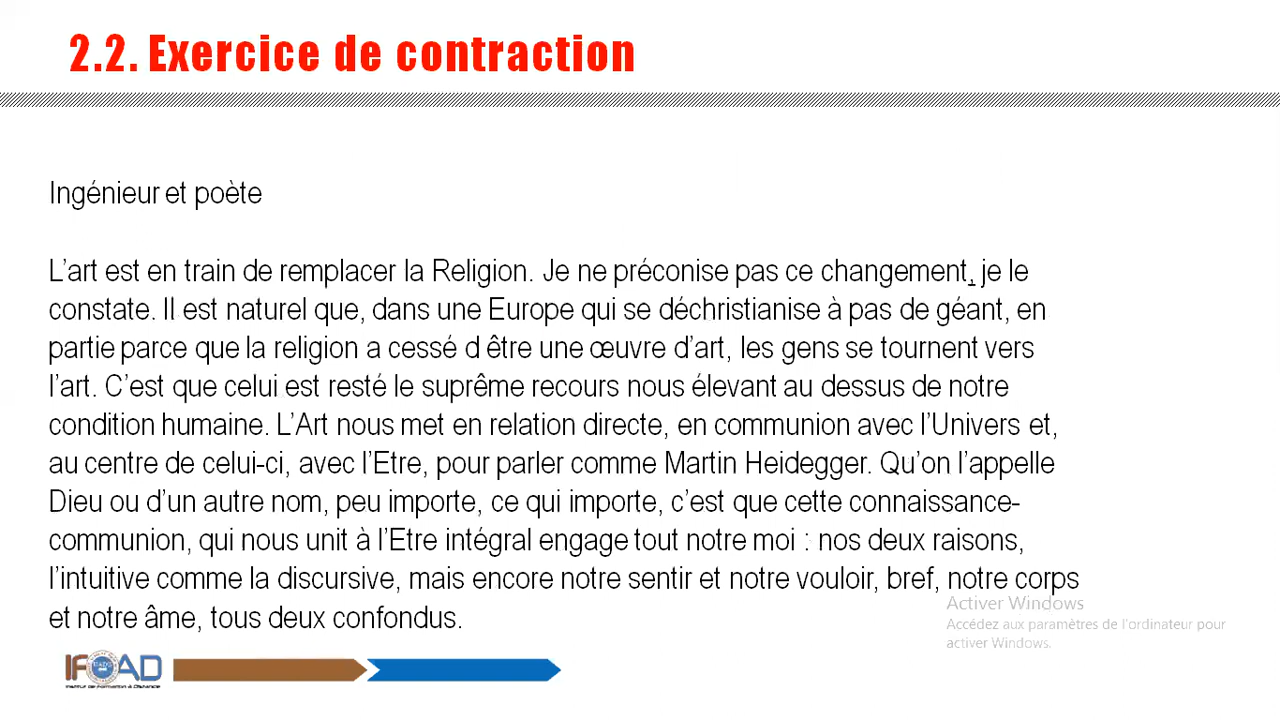 2.2. Exercice de contraction
Ingénieur et poète
L'art est en train de remplacer la Religion. Je ne préconise pas ce changement, je le
constate. Il est naturel que, dans une Europe qui se déchristianise à pas de géant, en
partie parce que la religion a cessé d être une œuvre d'art, les gens se tournent vers
l'art. C'est que celui est resté le suprême recours nous élevant au dessus de notre
condition humaine. L'Art nous met en relation directe, en communion avec l'Univers et,
au centre de celui-ci, avec l'Etre, pour parler comme Martin Heidegger. Qu'on l'appelle
Dieu ou d'un autre nom, peu importe, ce qui importe, c'est que cette connaissance-
communion, qui nous unit à l'Etre intégral engage tout notre moi : nos deux raisons,
l'intuitive comme la discursive, mais encore notre sentir et notre vouloir, bref, notre corps
et notre âme, tous deux confondus.
Activer Windows
Accédez aux paramètres de l'ordinateur pour
activer Windows.
IFOAD
Institut de Formation à Distance